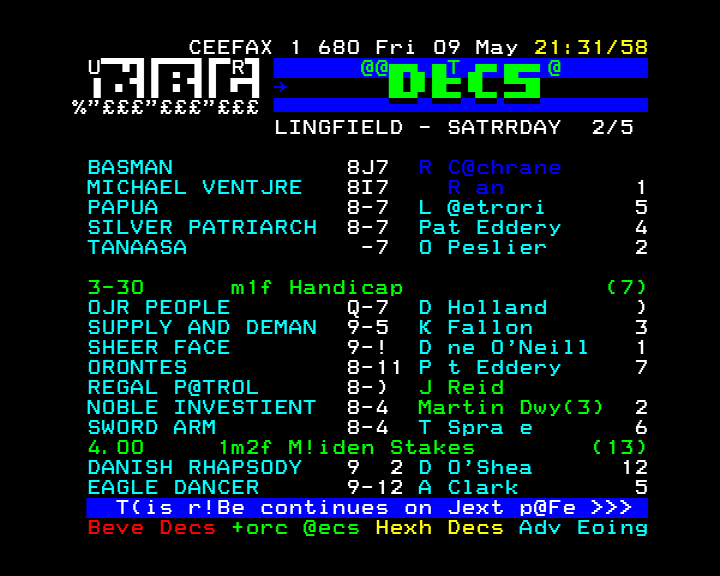 CEEFAX 1 680 Fri 09 May 21:31/58
U R @@ T @
BBC DECS
%"£££"£££"£££
LINGFIELD - SATRRDAY 2/5
BASMAN 8J7 R C@chrane
MICHAEL VENTJRE 8I7 R an 1
PAPUA 8-7 L @etrori 5
SILVER PATRIARCH 8-7 Pat Eddery 4
TANAASA -7 O Peslier 2
3-30 m1f Handicap (7)
OJR PEOPLE Q-7 D Holland )
SUPPLY AND DEMAN 9-5 K Fallon 3
SHEER FACE 9-! D ne O'Neill 1
ORONTES 8-11 P t Eddery 7
REGAL P@TROL 8-) J Reid
NOBLE INVESTIENT 8-4 Martin Dwy(3) 2
SWORD ARM 8-4 T Spra e 6
4.00 1m2f M!iden Stakes (13)
DANISH RHAPSODY 9 2 D O'Shea 12
EAGLE DANCER 9-12 A Clark 5
T(is r!Be continues on Jext p@Fe >>>
Beve Decs +orc @ecs Hexh Decs Adv Eoing